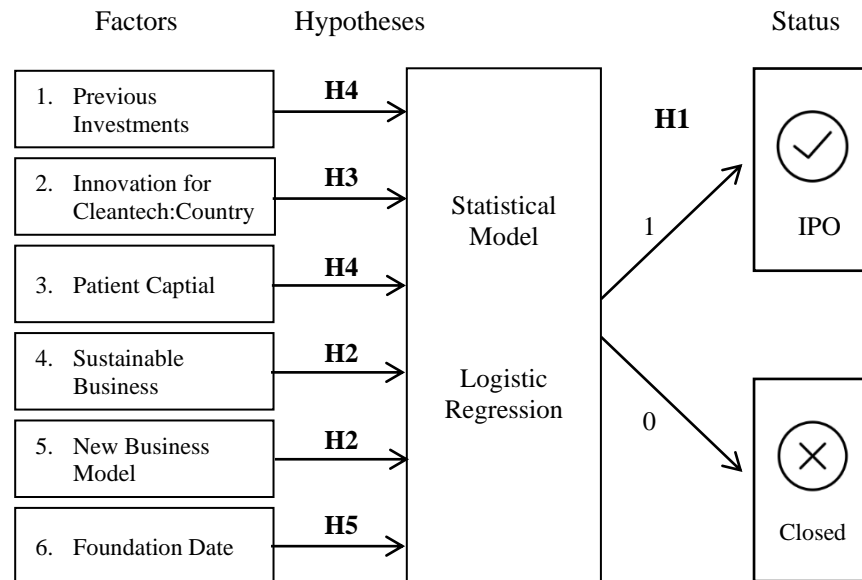 Factors Hypotheses Status
1. Previous
Investments
H4
2. Innovation for
Cleantech:Country
H3
3. Patient Captial
H4
4. Sustainable
Business
H2
5. New Business
Model
H2
6. Foundation Date
H5
Statistical
Model
Logistic
Regression
H1
1
0
IPO
Closed